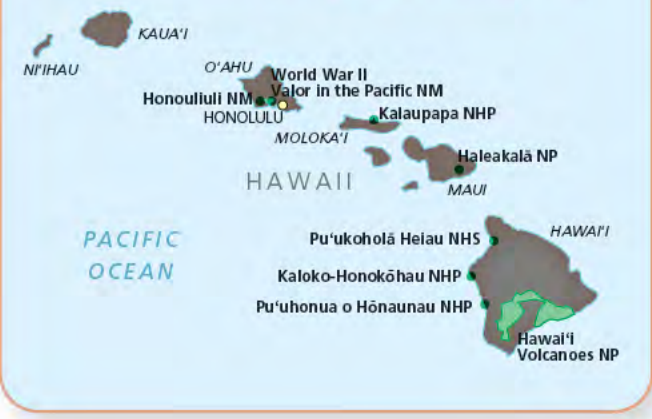 KAUA‘I
NI‘IHAU
O‘AHU
World War II
Valor in the Pacific NM
Honouliuli NM
HONOLULU
Kalaupapa NHP
MOLOKA‘I
Haleakalā NP
HAWAII
MAUI
PACIFIC
OCEAN
Pu‘ukoholā Heiau NHS
HAWAI‘I
Kaloko-Honokōhau NHP
Pu‘uhonua o Hōnaunau NHP
Hawai‘i
Volcanoes NP